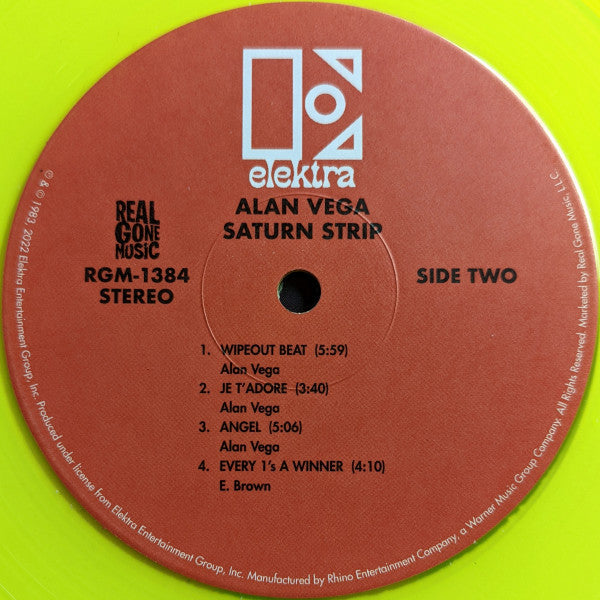 elektra
ALAN VEGA
SATURN STRIP
REAL
GONE
MUSIC
RGM-1384
STEREO
SIDE TWO
1. WIPEOUT BEAT (5:59)
Alan Vega
2. JE T'ADORE (3:40)
Alan Vega
3. ANGEL (5:06)
Alan Vega
4. EVERY 1's A WINNER (4:10)
E. Brown
℗ & © 1983, 2022 Elektra Entertainment Group, Inc. Produced under license from Elektra Entertainment Group, Inc. Manufactured by Rhino Entertainment Company, a Warner Music Group Company. All Rights Reserved. Marketed by Real Gone Music, LLC.